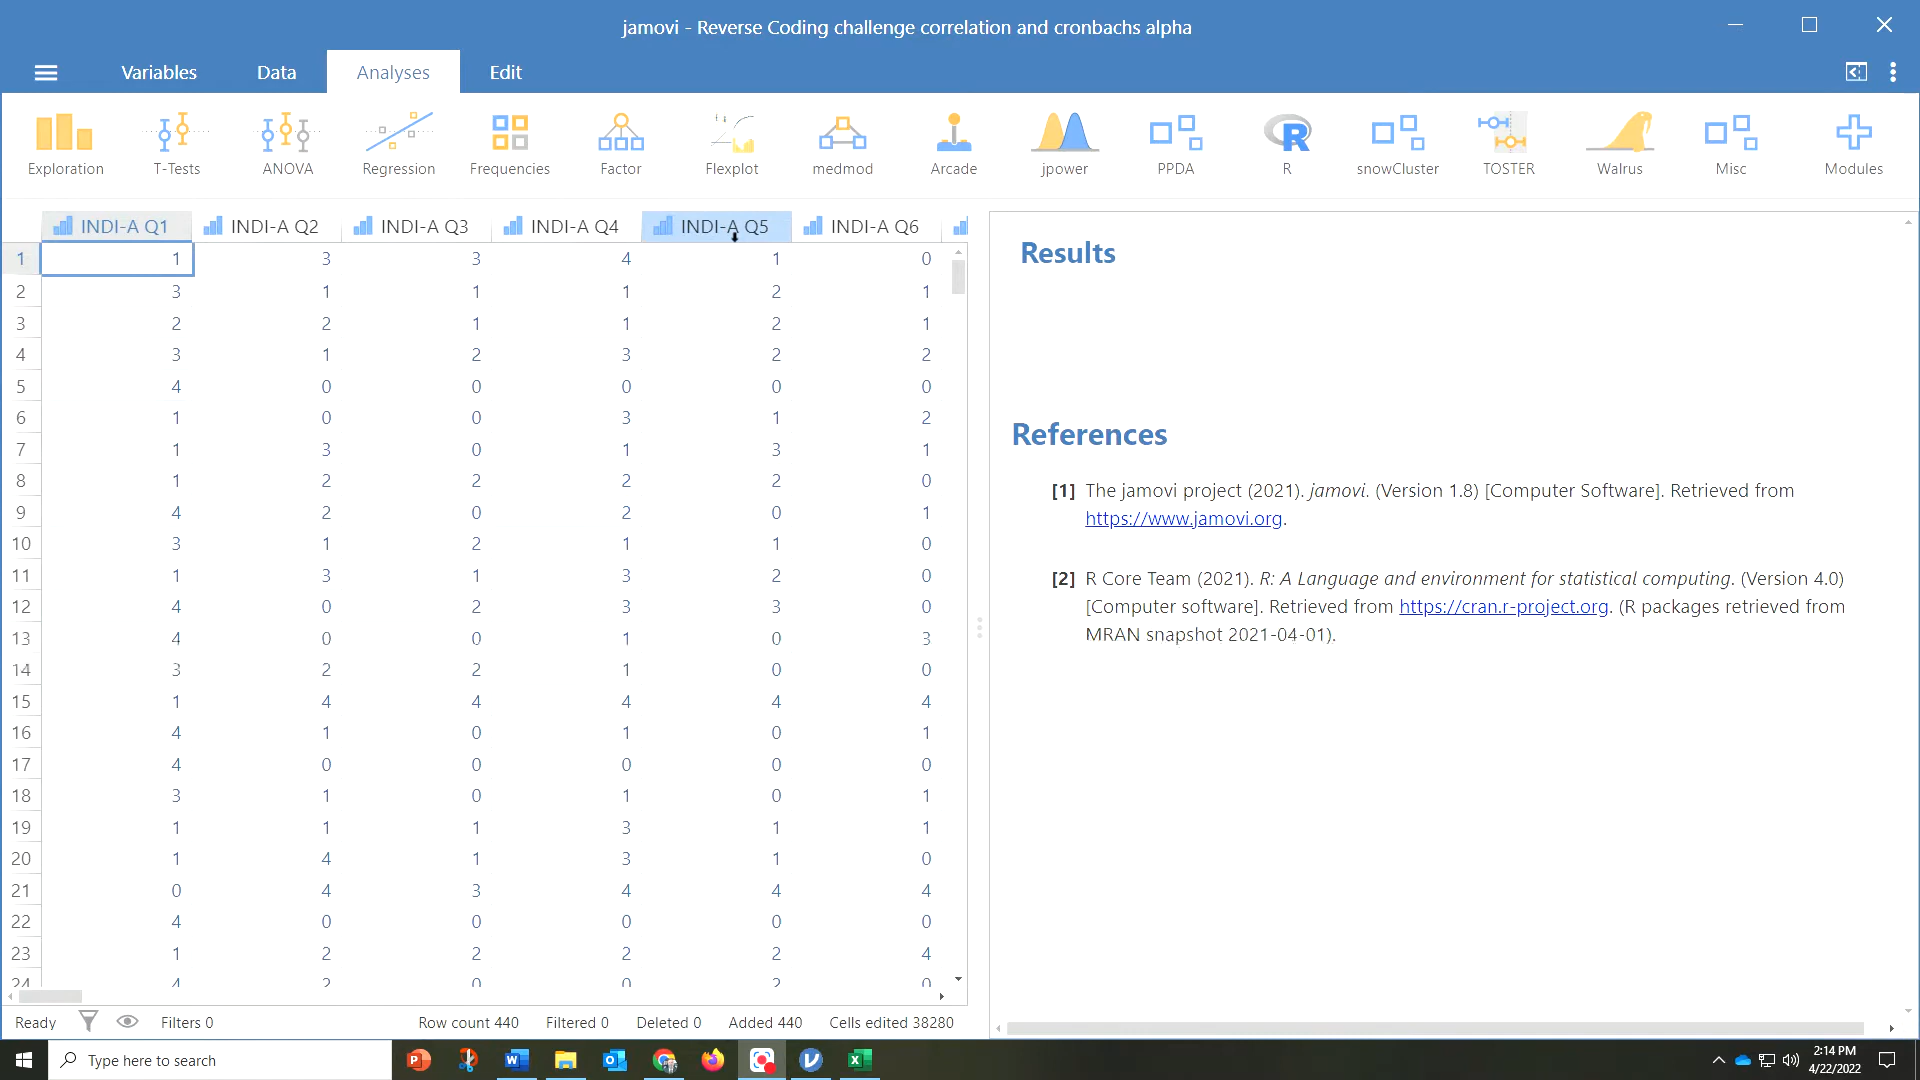 jamovi - Reverse Coding challenge correlation and cronbachs alpha
Variables Data Analyses Edit
Exploration T-Tests ANOVA Regression Frequencies Factor Flexplot medmod Arcade jpower PPDA R snowCluster TOSTER Walrus Misc Modules
INDI-A Q1 INDI-A Q2 INDI-A Q3 INDI-A Q4 INDI-A Q5 INDI-A Q6
1 1 3 3 4 1 0
2 3 1 1 1 2 1
3 2 2 1 1 2 1
4 3 1 2 3 2 2
5 4 0 0 0 0 0
6 1 0 0 3 1 2
7 1 3 0 1 3 1
8 1 2 2 2 2 0
9 4 2 0 2 0 1
10 3 1 2 1 1 0
11 1 3 1 3 2 0
12 4 0 2 3 3 0
13 4 0 0 1 0 3
14 3 2 2 1 0 0
15 1 4 4 4 4 4
16 4 1 0 1 0 1
17 4 0 0 0 0 0
18 3 1 0 1 0 1
19 1 1 1 3 1 1
20 1 4 1 3 1 0
21 0 4 3 4 4 4
22 4 0 0 0 0 0
23 1 2 2 2 2 4
24 4 2 0 0 2 0
Ready Filters 0 Row count 440 Filtered 0 Deleted 0 Added 440 Cells edited 38280
Results
References
[1] The jamovi project (2021). jamovi. (Version 1.8) [Computer Software]. Retrieved from
https://www.jamovi.org.
[2] R Core Team (2021). R: A Language and environment for statistical computing. (Version 4.0)
[Computer software]. Retrieved from https://cran.r-project.org. (R packages retrieved from
MRAN snapshot 2021-04-01).
Type here to search
2:14 PM
4/22/2022